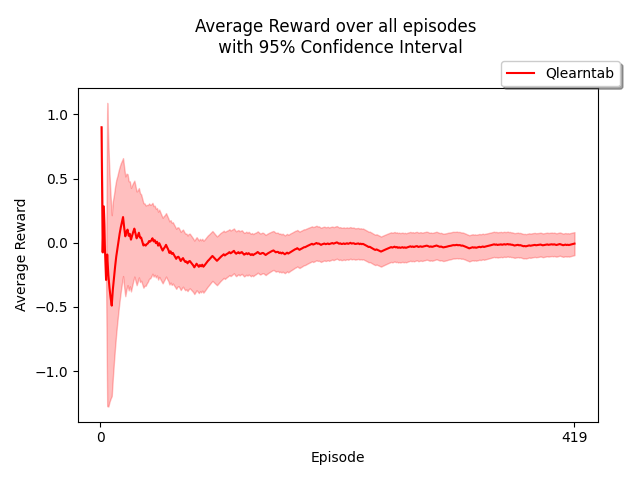 Average Reward over all episodes
with 95% Confidence Interval
Qlearntab
1.0
0.5
0.0
−0.5
−1.0
Average Reward
0
419
Episode